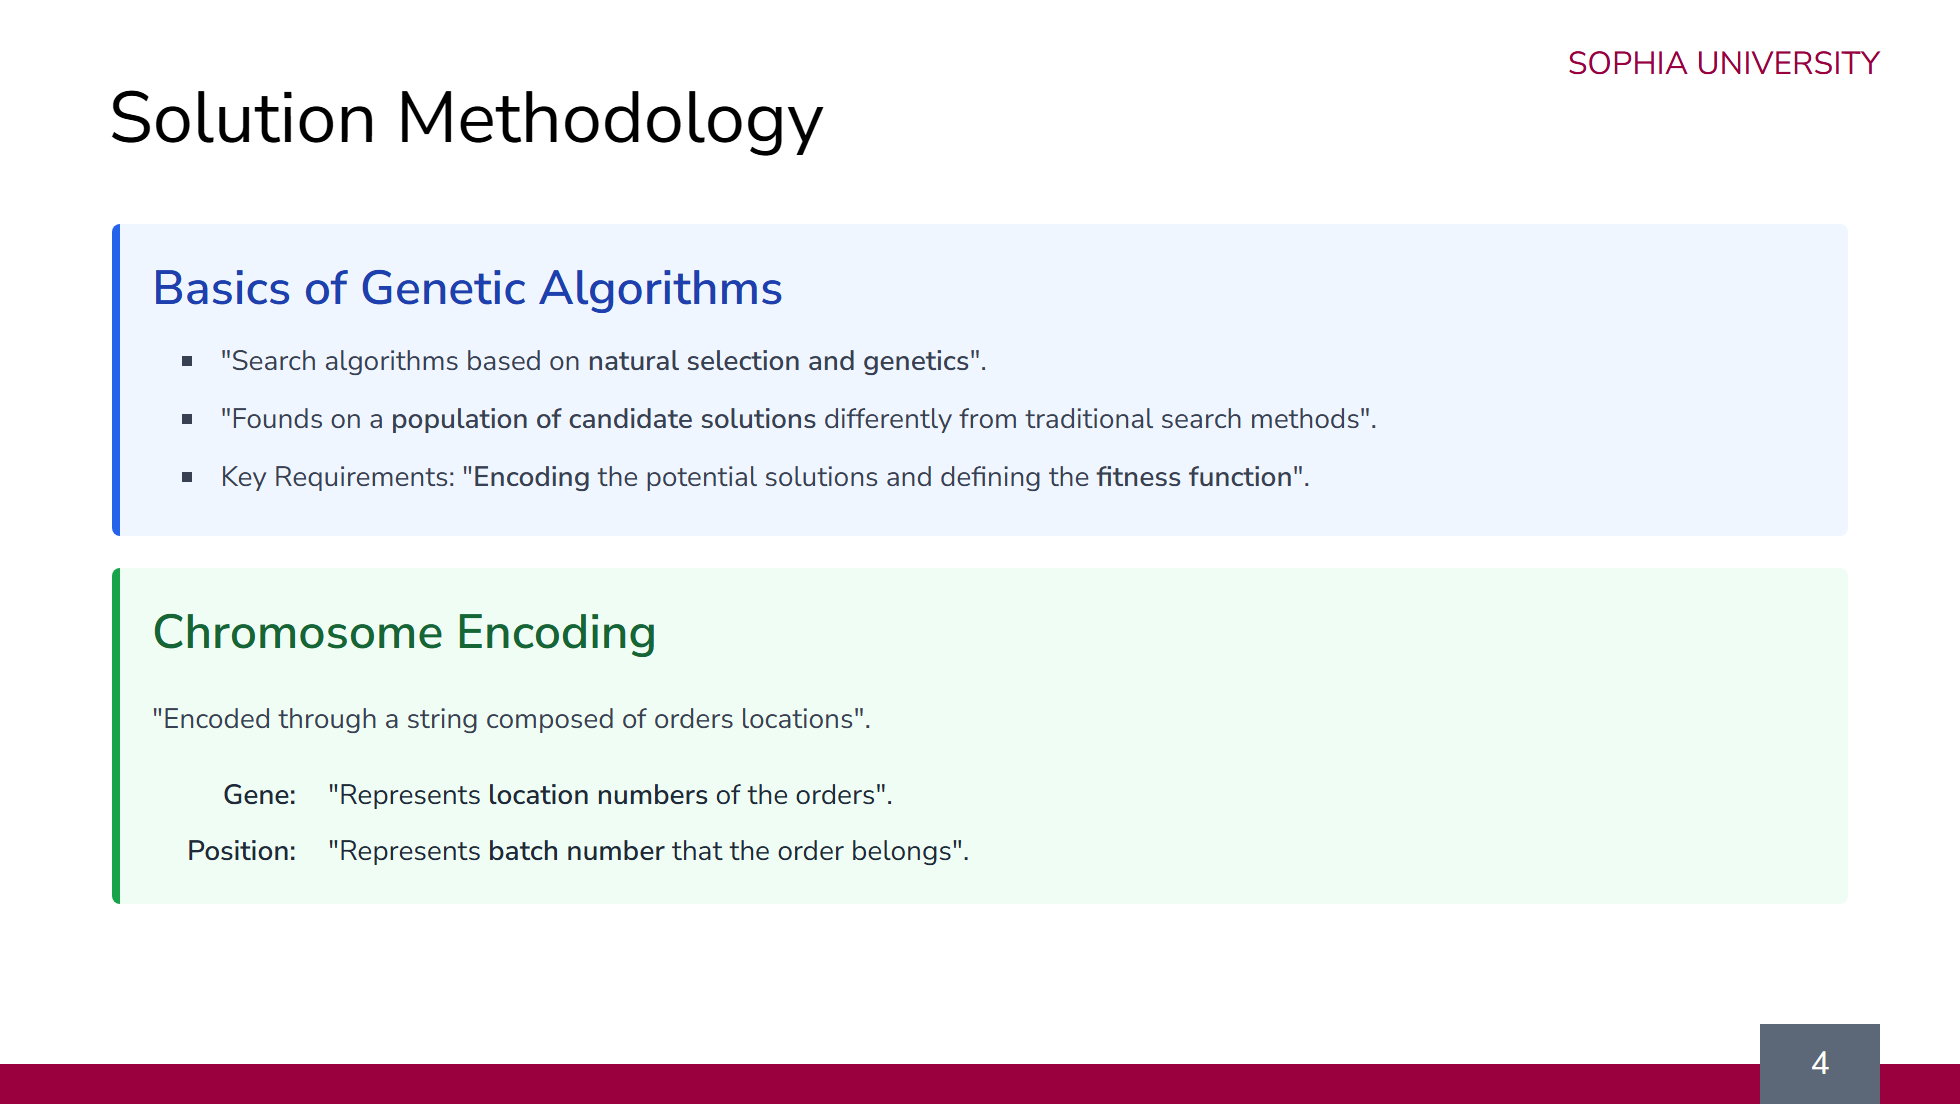 SOPHIA UNIVERSITY
Solution Methodology
Basics of Genetic Algorithms
"Search algorithms based on natural selection and genetics".
"Founds on a population of candidate solutions differently from traditional search methods".
Key Requirements: "Encoding the potential solutions and defining the fitness function".
Chromosome Encoding
"Encoded through a string composed of orders locations".
Gene: "Represents location numbers of the orders".
Position: "Represents batch number that the order belongs".
4